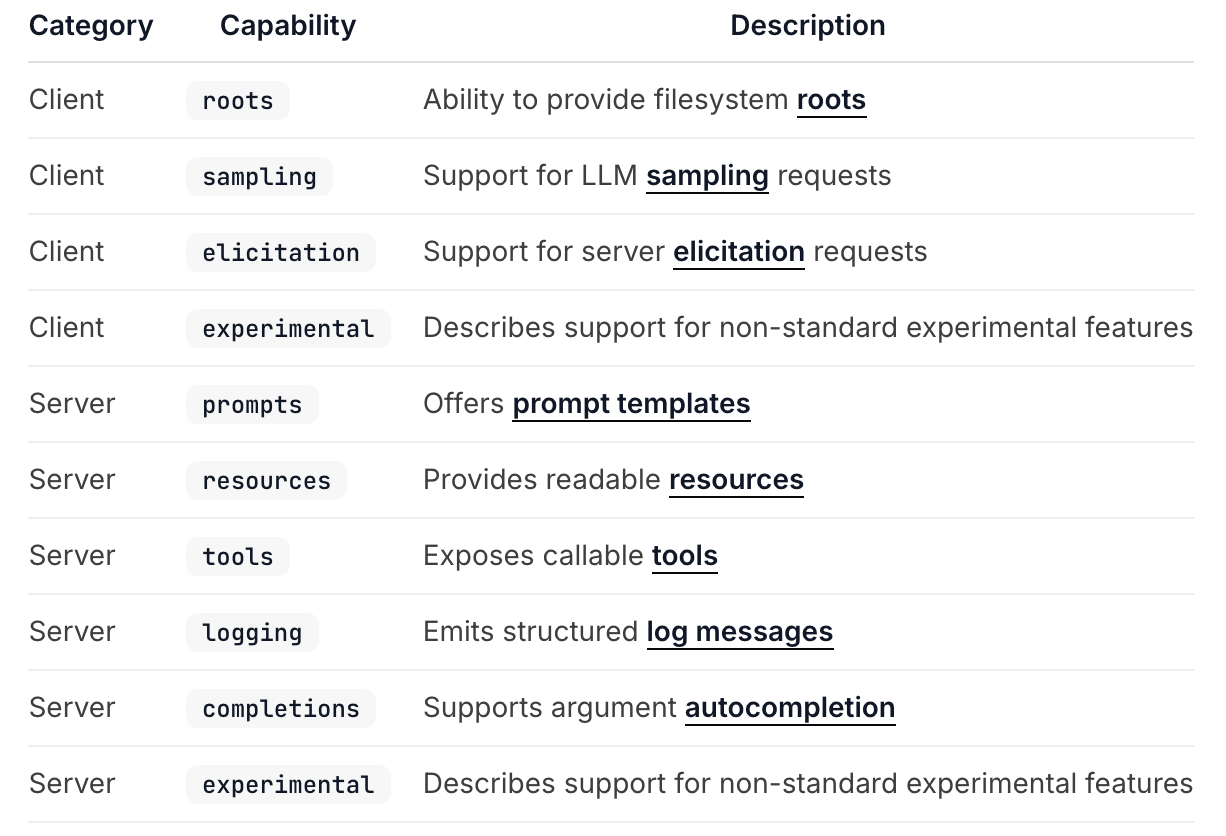 Category Capability Description
Client roots Ability to provide filesystem roots
Client sampling Support for LLM sampling requests
Client elicitation Support for server elicitation requests
Client experimental Describes support for non-standard experimental features
Server prompts Offers prompt templates
Server resources Provides readable resources
Server tools Exposes callable tools
Server logging Emits structured log messages
Server completions Supports argument autocompletion
Server experimental Describes support for non-standard experimental features